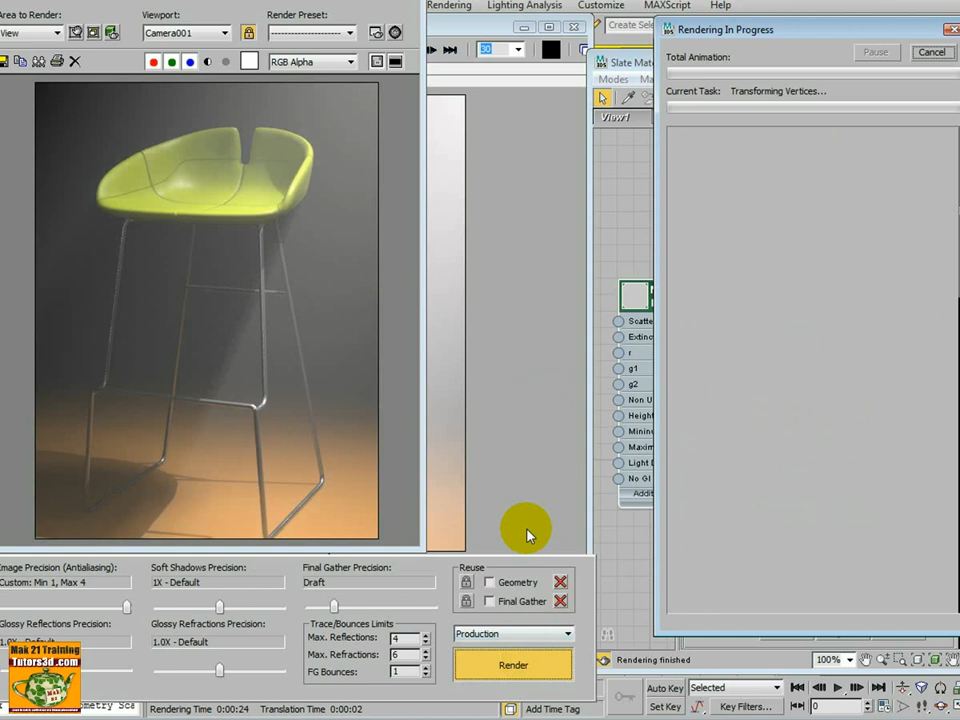 Area to Render:
Viewport:
Render Preset:
View
Camera001
RGB Alpha
Rendering
Lighting Analysis
Customize
MAXScript
Help
Create Selec
30
Slate Mate
Modes
Ma
View1
Rendering In Progress
Total Animation:
Pause
Cancel
Current Task: Transforming Vertices...
Scatte
Extinc
r
g1
g2
Non U
Height
Minim
Maxim
Light D
No GI
Addit
Image Precision (Antialiasing):
Custom: Min 1, Max 4
Soft Shadows Precision:
1X - Default
Final Gather Precision:
Draft
Reuse
Geometry
Final Gather
Glossy Reflections Precision:
Glossy Refractions Precision:
1.0X - Default
Trace/Bounces Limits
Max. Reflections: 4
Max. Refractions: 6
FG Bounces: 1
Production
Render
Mak 21 Training
Tutors3d.com
Mak
21
Rendering Time 0:00:24
Translation Time 0:00:02
Rendering finished
100%
Add Time Tag
Auto Key
Selected
Set Key
Key Filters...
0